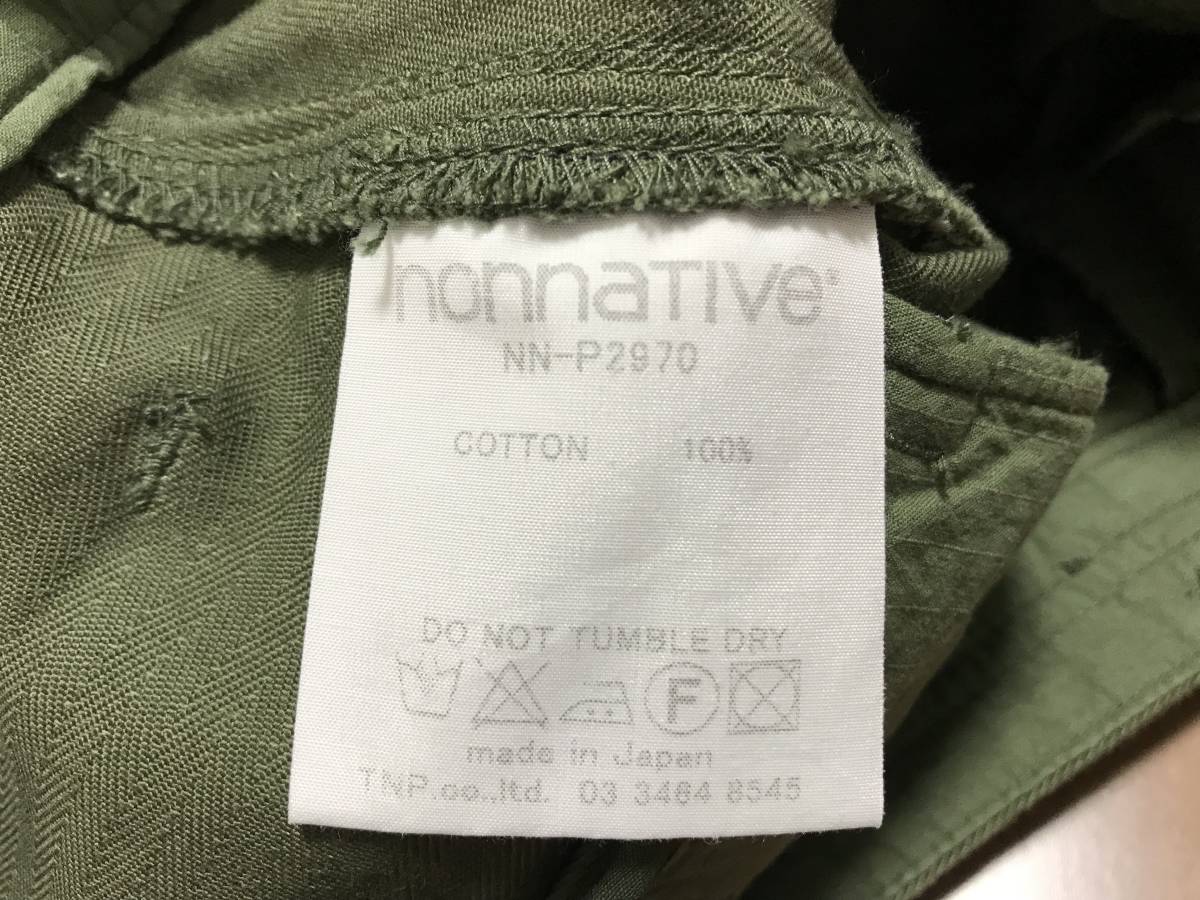 nonnative®
NN-P2970
COTTON 100%
DO NOT TUMBLE DRY
F
made in Japan
TNP.co.,ltd. 03 3464 8545